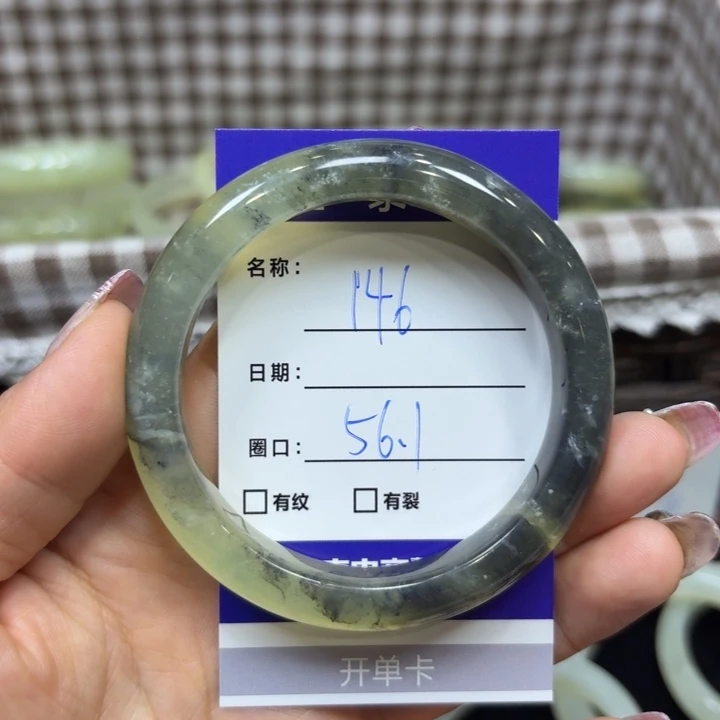 名称: 146
日期:
圈口: 56.1
有纹 有裂
开单卡